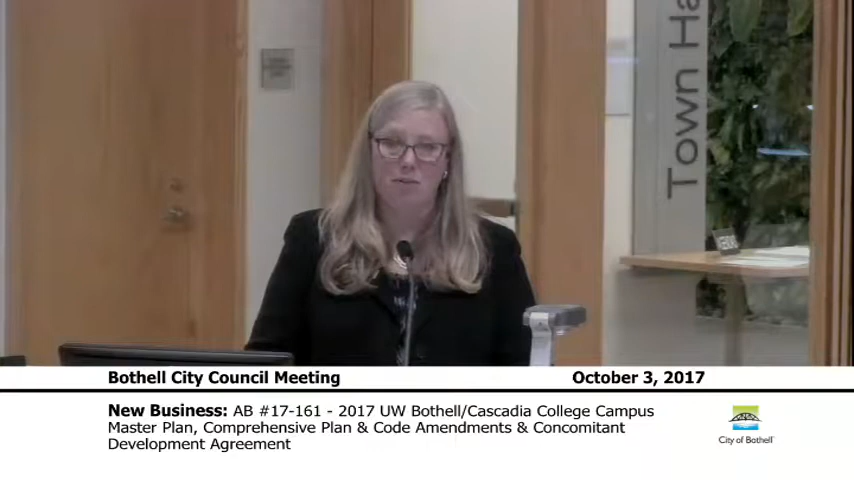 Town Ha
Bothell City Council Meeting
October 3, 2017
New Business: AB #17-161 - 2017 UW Bothell/Cascadia College Campus
Master Plan, Comprehensive Plan & Code Amendments & Concomitant
Development Agreement
City of Bothell